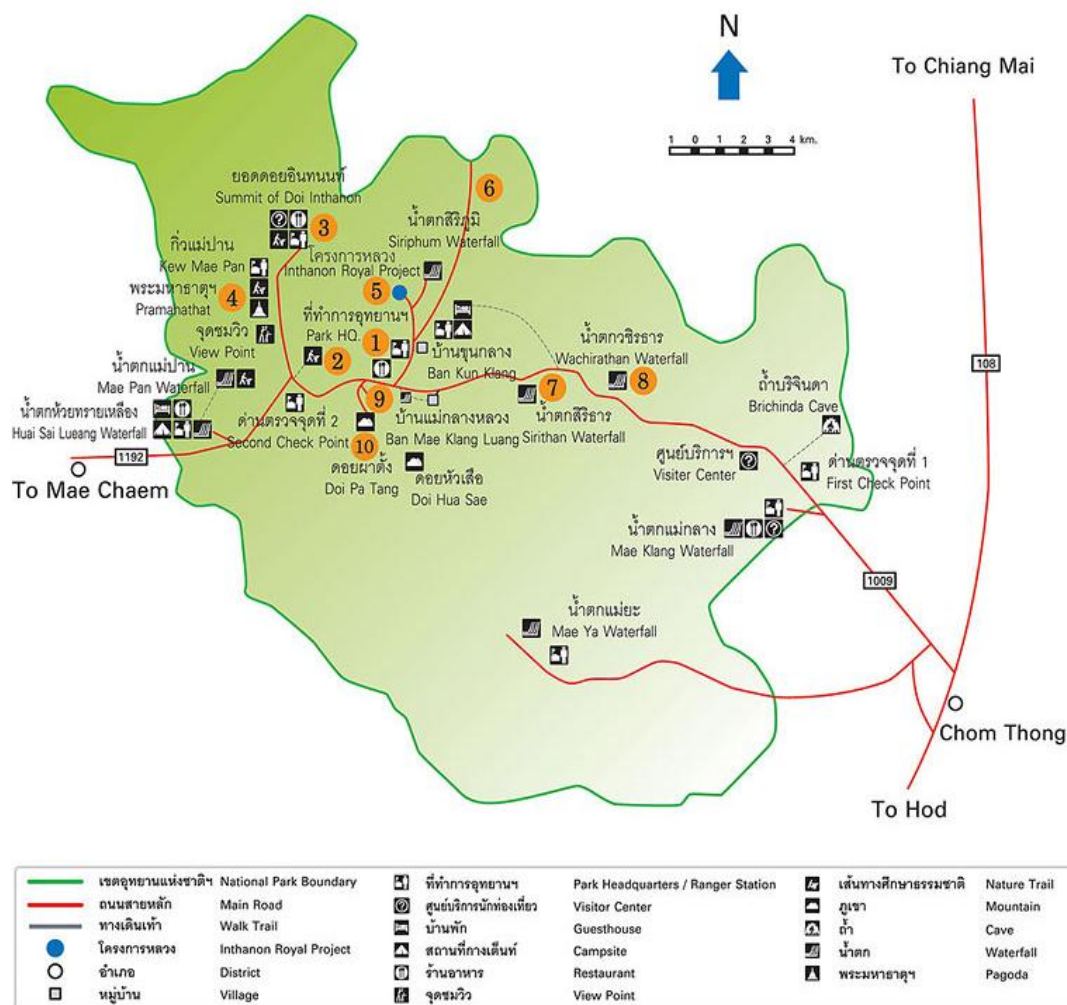 N
To Chiang Mai
1 0 1 2 3 4 km.
ยอดดอยอินทนนท์
Summit of Doi Inthanon
3
6
น้ำตกสิริภูมิ
Siriphum Waterfall
กิ่วแม่ปาน
Kew Mae Pan
โครงการหลวง
Inthanon Royal Project
พระมหาธาตุฯ
Pramahathat
4
5
ที่ทำการอุทยานฯ
Park HQ.
1
2
จุดชมวิว
View Point
บ้านขุนกลาง
Ban Kun Klang
น้ำตกวชิรธาร
Wachirathan Waterfall
8
108
น้ำตกแม่ปาน
Mae Pan Waterfall
7
น้ำตกสิริธาร
Sirithan Waterfall
ถ้ำบริจินดา
Brichinda Cave
น้ำตกห้วยทรายเหลือง
Huai Sai Lueang Waterfall
ด่านตรวจจุดที่ 2
Second Check Point
9
บ้านแม่กลางหลวง
Ban Mae Klang Luang
10
ดอยผาตั้ง
Doi Pa Tang
ดอยหัวเสือ
Doi Hua Sae
ศูนย์บริการฯ
Visiter Center
ด่านตรวจจุดที่ 1
First Check Point
1192
To Mae Chaem
น้ำตกแม่กลาง
Mae Klang Waterfall
1009
น้ำตกแม่ยะ
Mae Ya Waterfall
Chom Thong
To Hod
เขตอุทยานแห่งชาติฯ National Park Boundary
ถนนสายหลัก Main Road
ทางเดินเท้า Walk Trail
โครงการหลวง Inthanon Royal Project
อำเภอ District
หมู่บ้าน Village
ที่ทำการอุทยานฯ Park Headquarters / Ranger Station
ศูนย์บริการนักท่องเที่ยว Visitor Center
บ้านพัก Guesthouse
สถานที่กางเต็นท์ Campsite
ร้านอาหาร Restaurant
จุดชมวิว View Point
เส้นทางศึกษาธรรมชาติ Nature Trail
ภูเขา Mountain
ถ้ำ Cave
น้ำตก Waterfall
พระมหาธาตุฯ Pagoda